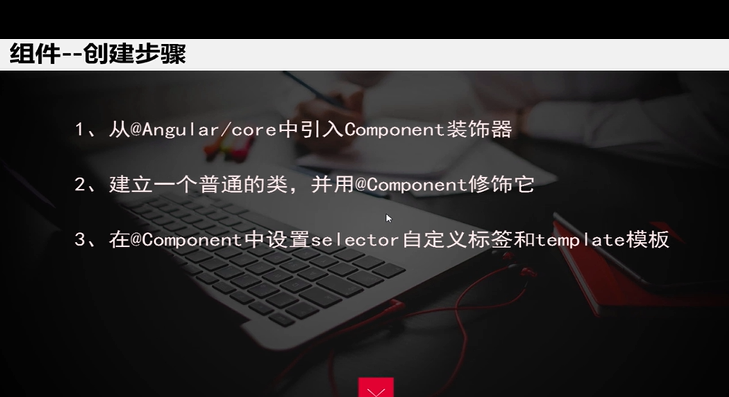 组件--创建步骤
1、从@Angular/core中引入Component装饰器
2、建立一个普通的类，并用@Component修饰它
3、在@Component中设置selector自定义标签和template模板